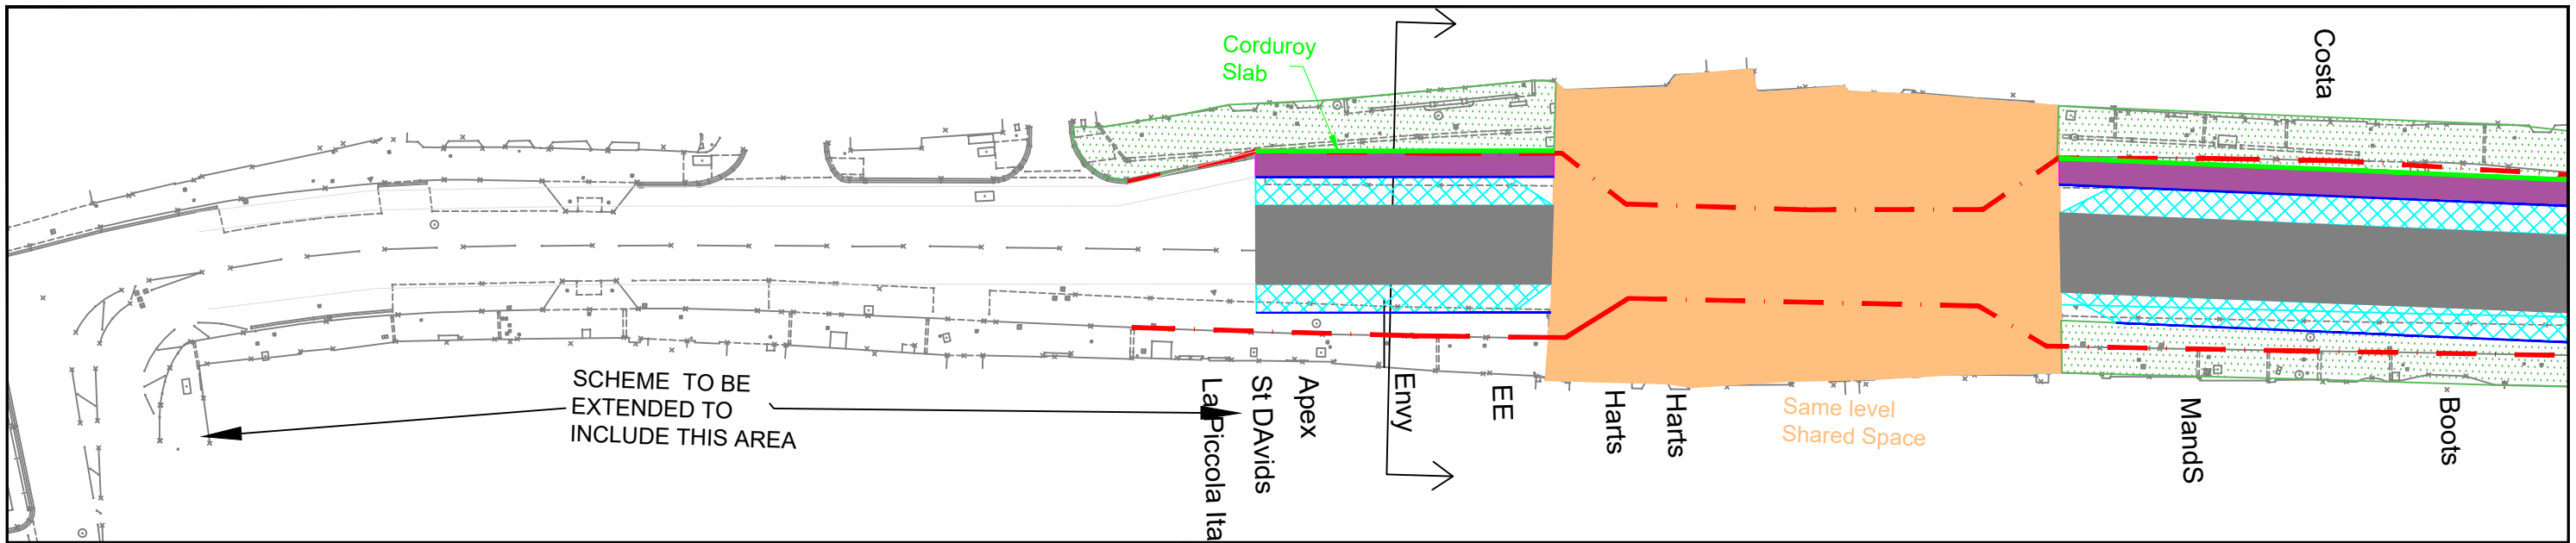 Corduroy
Slab
Costa
SCHEME TO BE
EXTENDED TO
INCLUDE THIS AREA
La Piccola Ita
St DAvids
Apex
Envy
EE
Harts
Harts
Same level
Shared Space
MandS
Boots